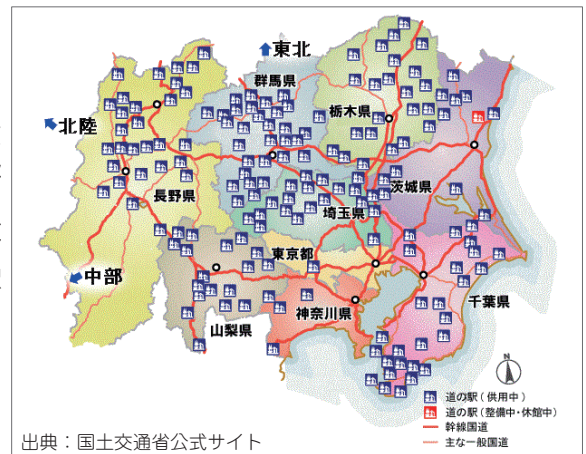 東北
群馬県
栃木県
北陸
長野県
茨城県
埼玉県
東京都
中部
千葉県
神奈川県
山梨県
N
道の駅(供用中)
道の駅(整備中・休館中)
幹線国道
主な一般国道
出典：国土交通省公式サイト